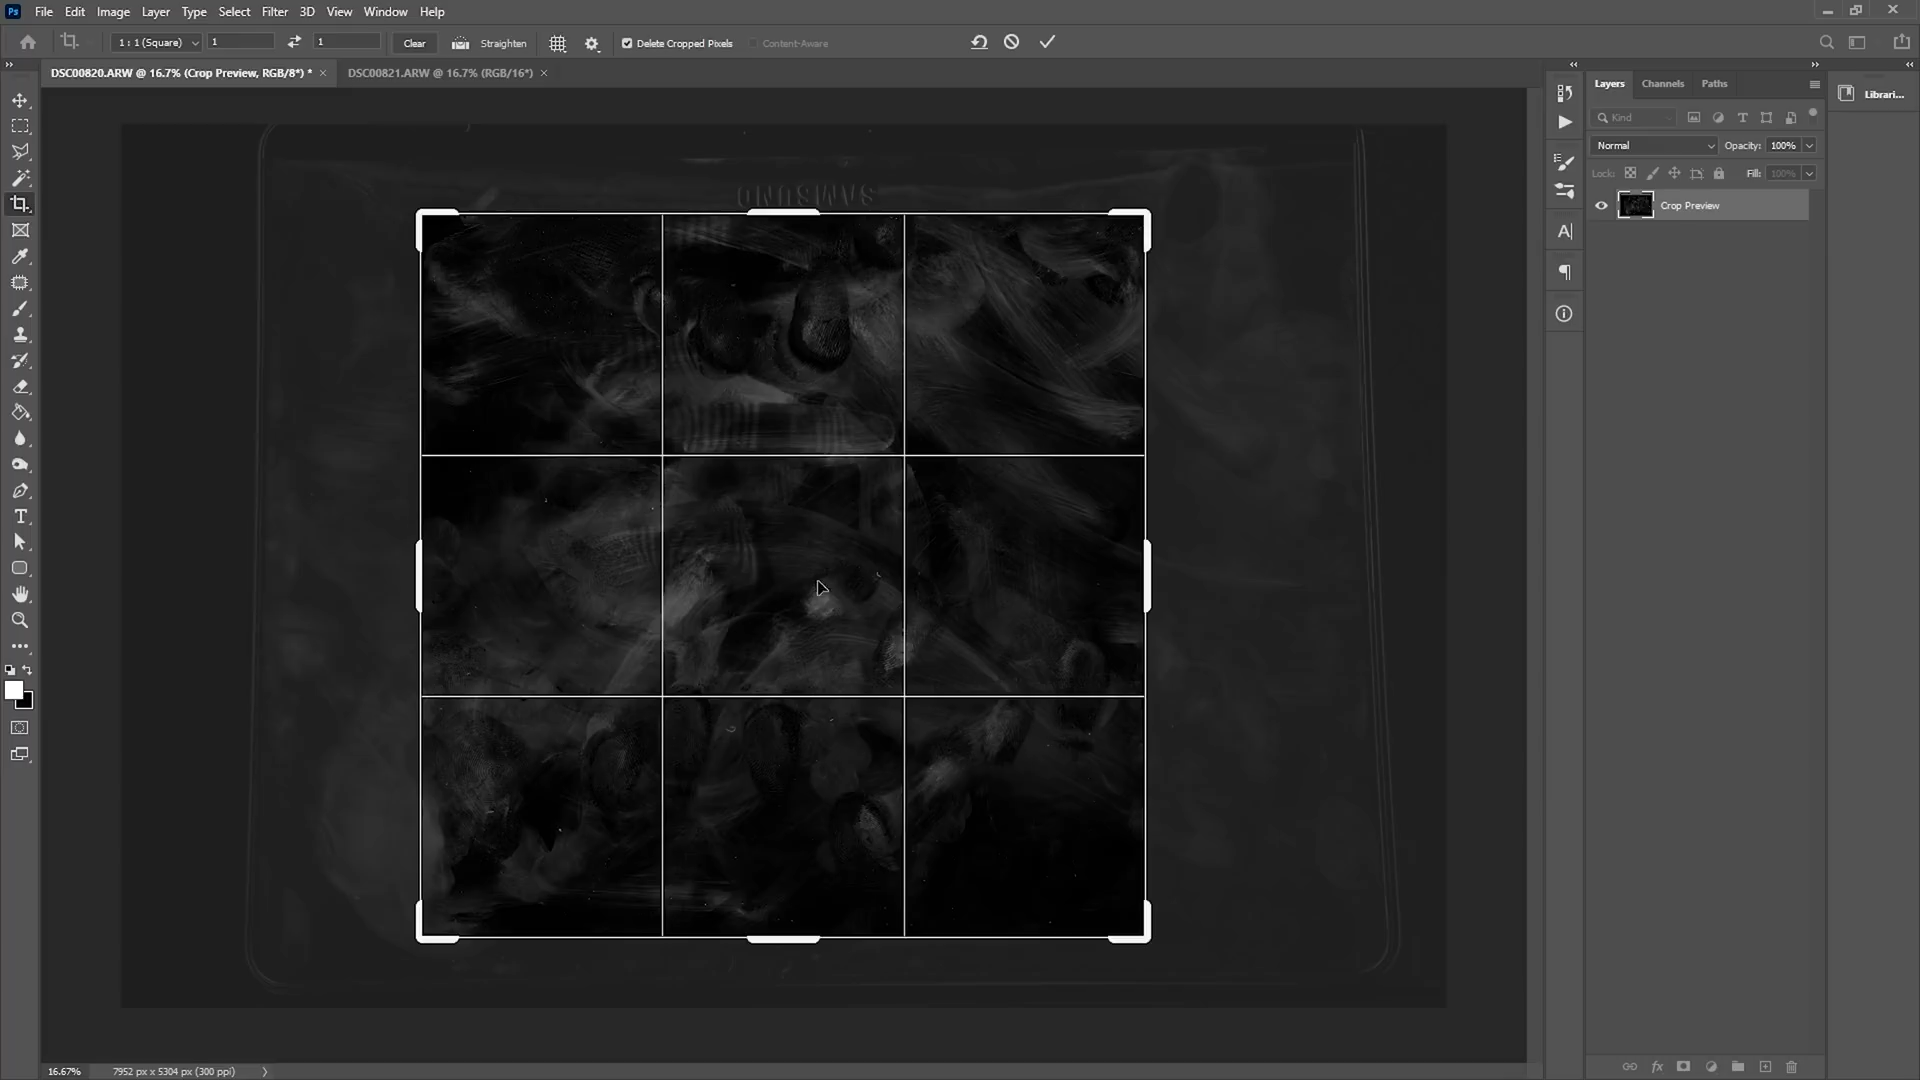 Ps File Edit Image Layer Type Select Filter 3D View Window Help
1 : 1 (Square) 1 1 Clear Straighten Delete Cropped Pixels Content-Aware
DSC00820.ARW @ 16.7% (Crop Preview, RGB/8*) * × DSC00821.ARW @ 16.7% (RGB/16*) ×
Layers Channels Paths
Librari...
Kind
Normal Opacity: 100%
Lock: Fill: 100%
Crop Preview
SAMSUNG
16.67% 7952 px x 5304 px (300 ppi)